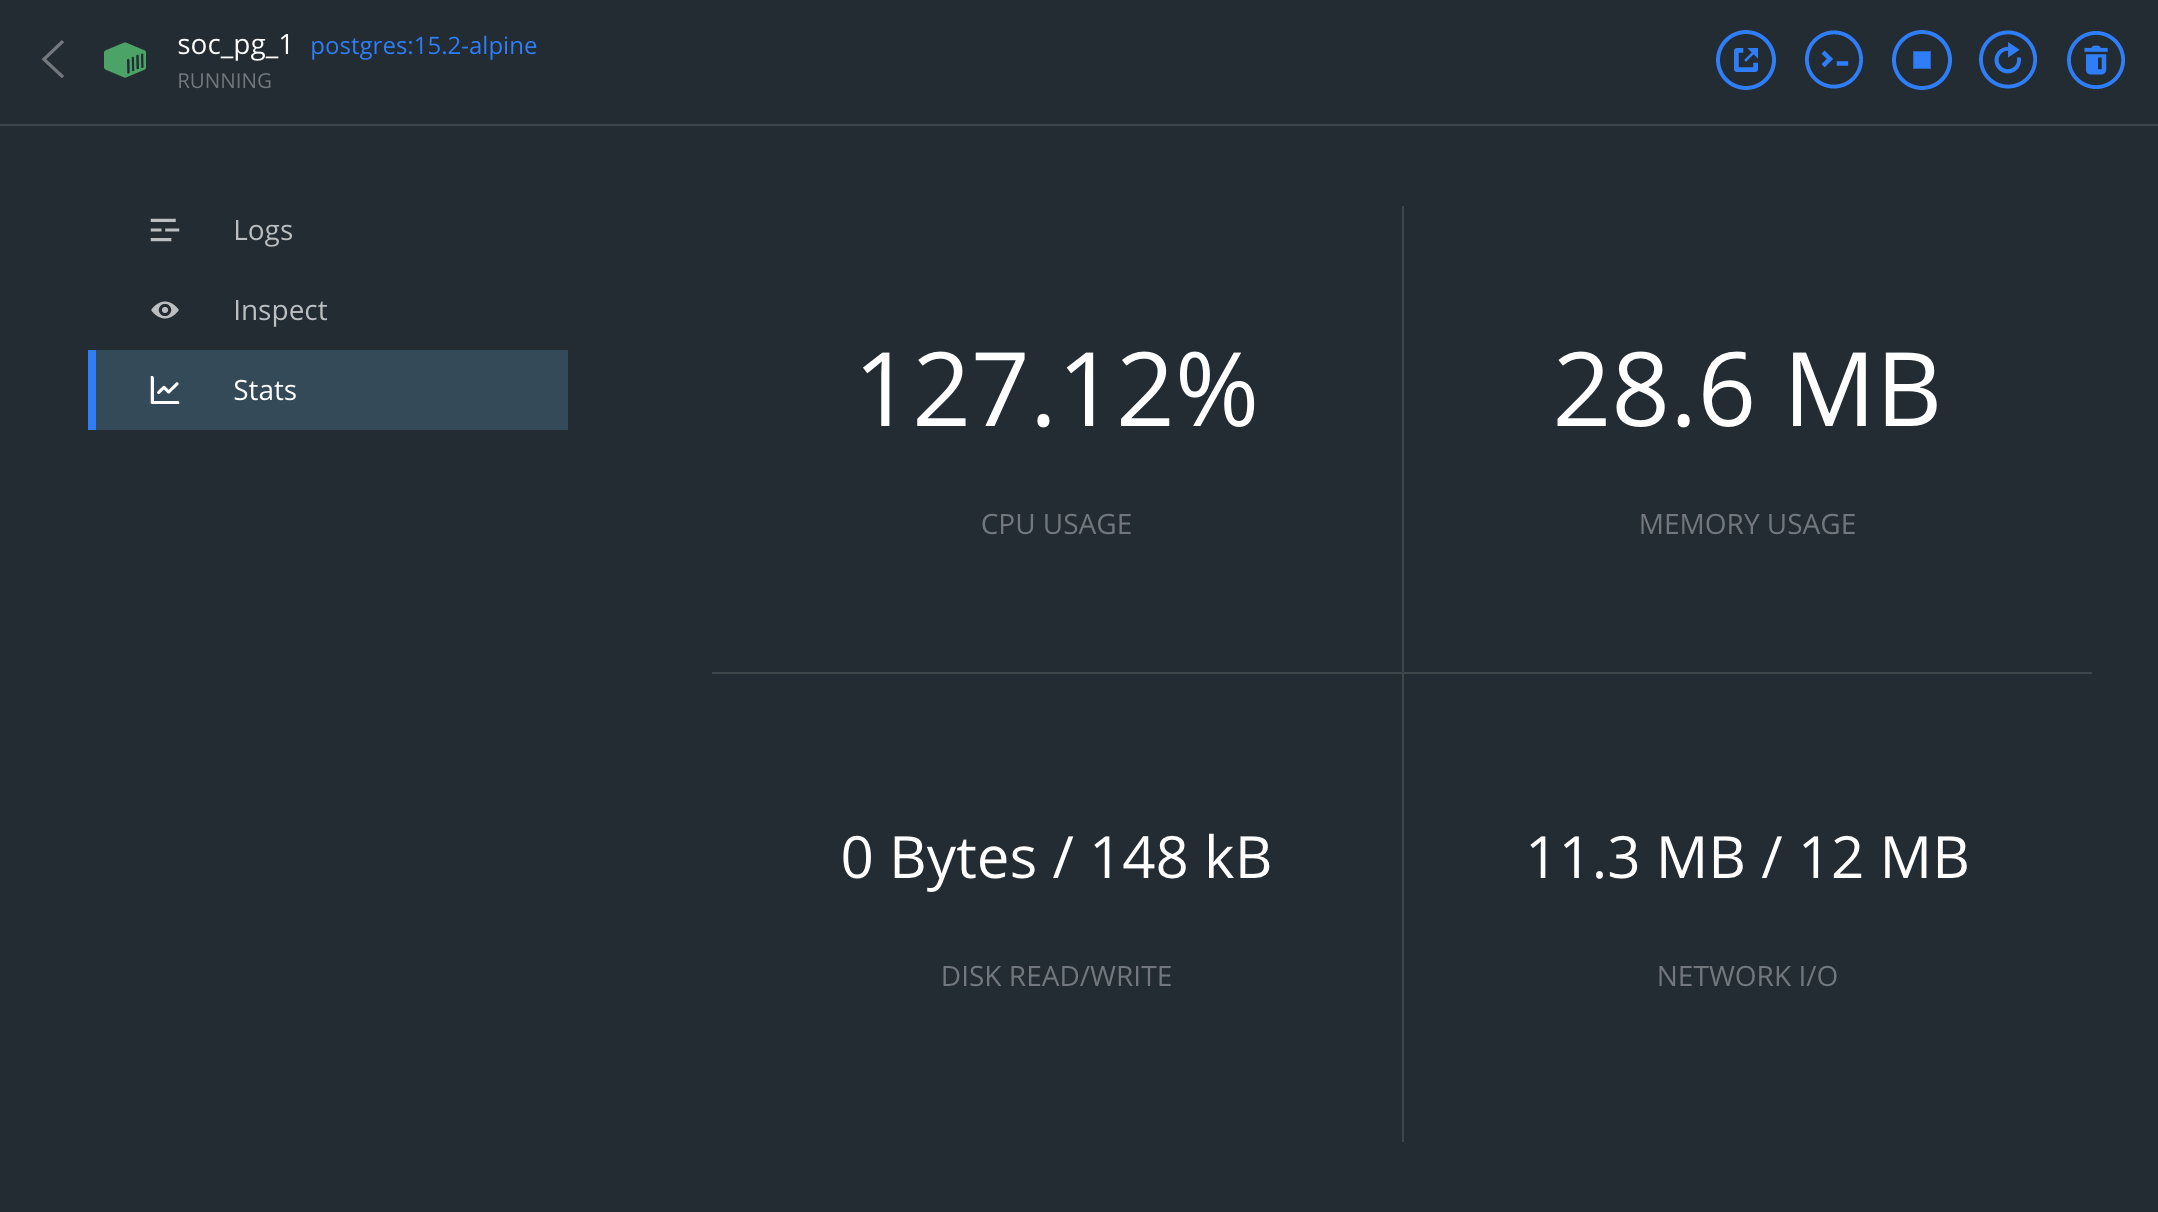 soc_pg_1 postgres:15.2-alpine
RUNNING
Logs
Inspect
Stats
127.12%
CPU USAGE
28.6 MB
MEMORY USAGE
0 Bytes / 148 kB
DISK READ/WRITE
11.3 MB / 12 MB
NETWORK I/O